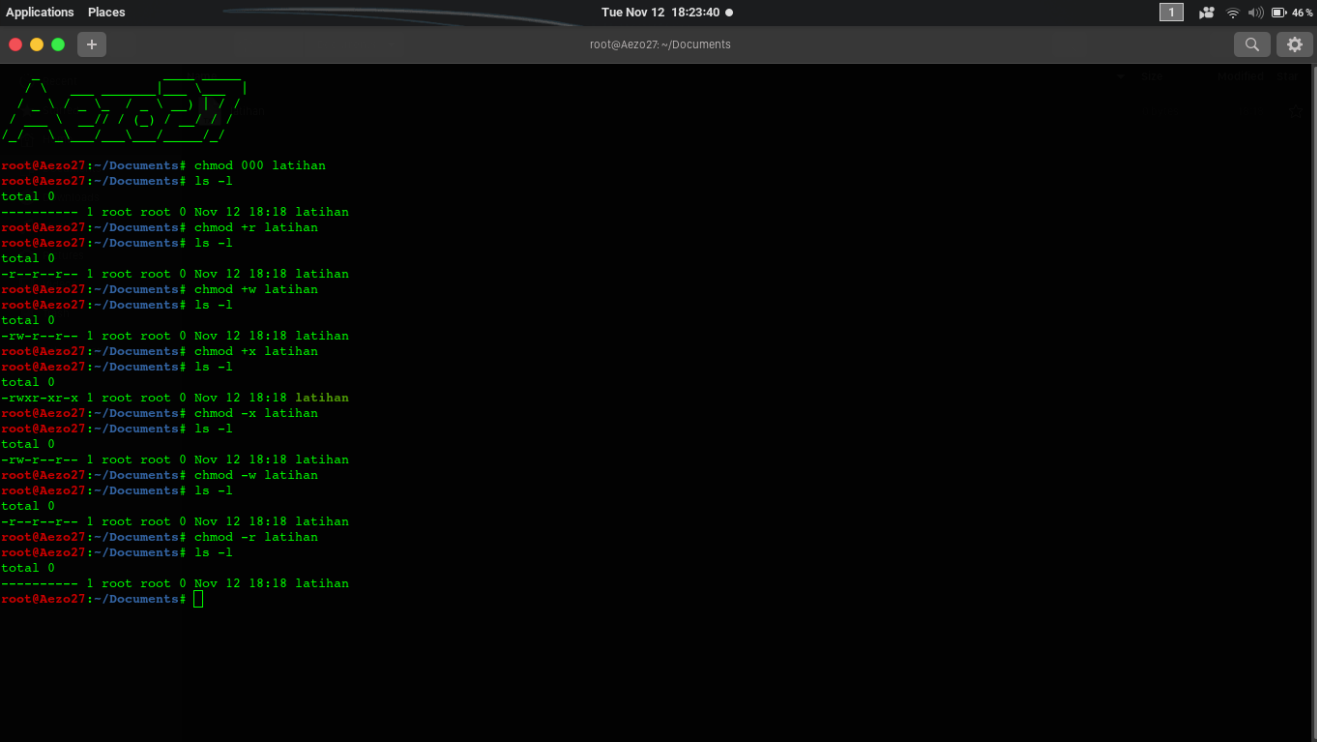 Applications Places
Tue Nov 12 18:23:40
1
46 %
root@Aezo27: ~/Documents
Aezo27
root@Aezo27:~/Documents# chmod 000 latihan
root@Aezo27:~/Documents# ls -l
total 0
---------- 1 root root 0 Nov 12 18:18 latihan
root@Aezo27:~/Documents# chmod +r latihan
root@Aezo27:~/Documents# ls -l
total 0
-r--r--r-- 1 root root 0 Nov 12 18:18 latihan
root@Aezo27:~/Documents# chmod +w latihan
root@Aezo27:~/Documents# ls -l
total 0
-rw-r--r-- 1 root root 0 Nov 12 18:18 latihan
root@Aezo27:~/Documents# chmod +x latihan
root@Aezo27:~/Documents# ls -l
total 0
-rwxr-xr-x 1 root root 0 Nov 12 18:18 latihan
root@Aezo27:~/Documents# chmod -x latihan
root@Aezo27:~/Documents# ls -l
total 0
-rw-r--r-- 1 root root 0 Nov 12 18:18 latihan
root@Aezo27:~/Documents# chmod -w latihan
root@Aezo27:~/Documents# ls -l
total 0
-r--r--r-- 1 root root 0 Nov 12 18:18 latihan
root@Aezo27:~/Documents# chmod -r latihan
root@Aezo27:~/Documents# ls -l
total 0
---------- 1 root root 0 Nov 12 18:18 latihan
root@Aezo27:~/Documents#